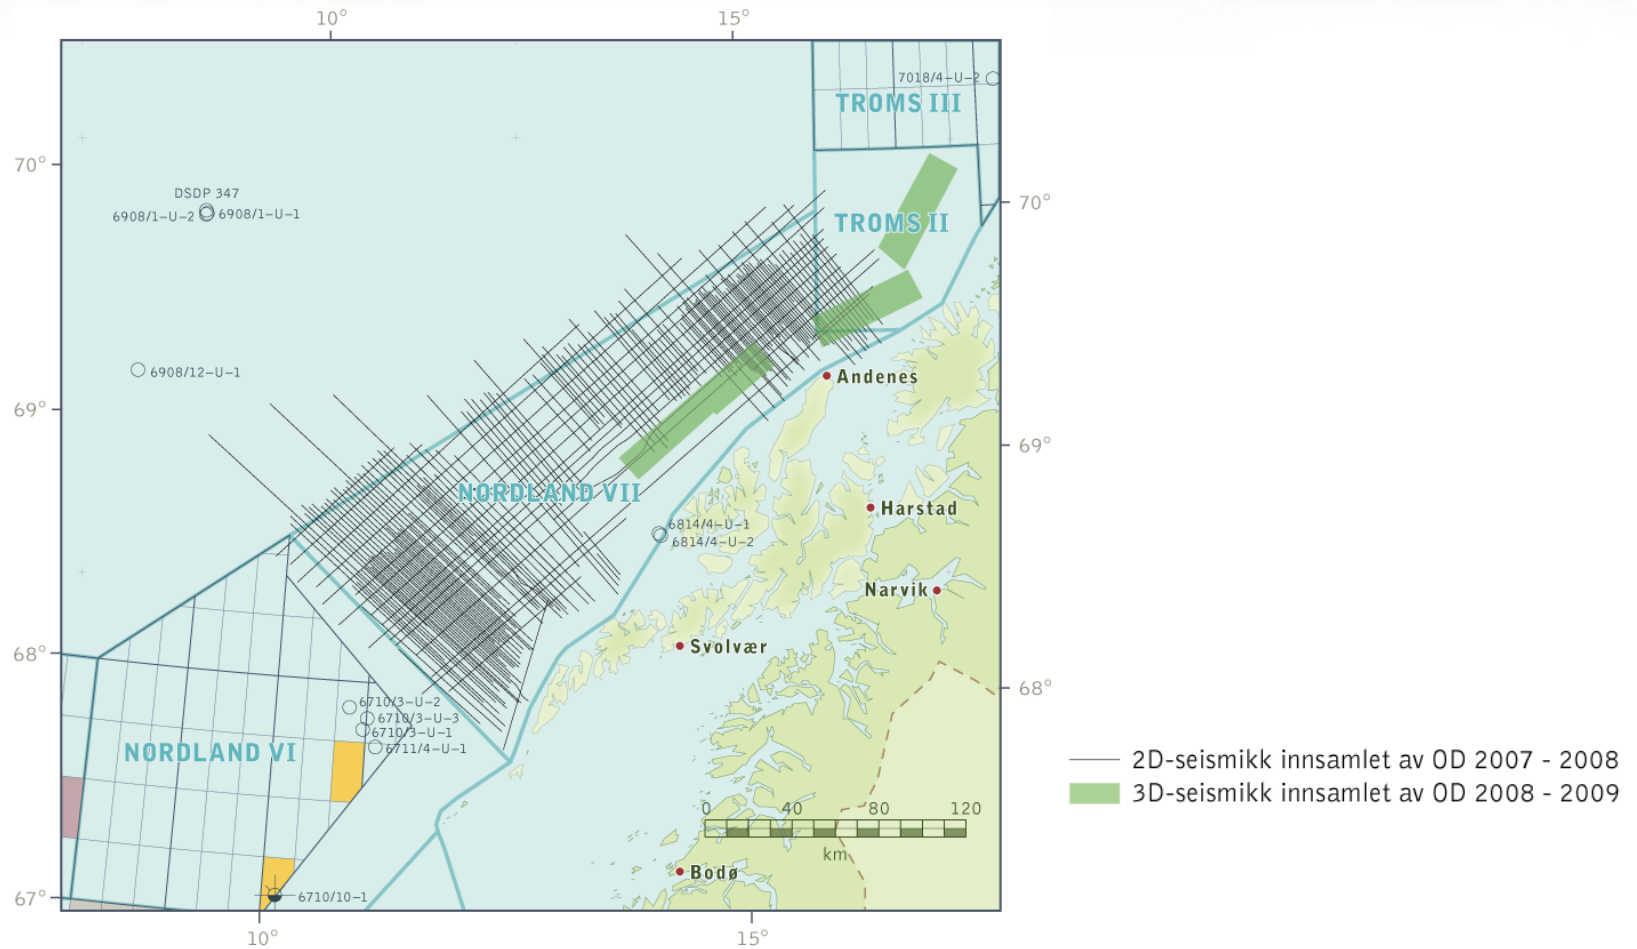 10°
15°
7018/4-U-2
TROMS III
70°
DSDP 347
6908/1-U-2
6908/1-U-1
70°
TROMS II
6908/12-U-1
Andenes
69°
69°
NORDLAND VII
Harstad
6814/4-U-1
6814/4-U-2
Narvik
Svolvær
68°
68°
6710/3-U-2
6710/3-U-3
6710/3-U-1
6711/4-U-1
NORDLAND VI
2D-seismikk innsamlet av OD 2007 - 2008
3D-seismikk innsamlet av OD 2008 - 2009
0 40 80 120
km
Bodø
67°
6710/10-1
10°
15°